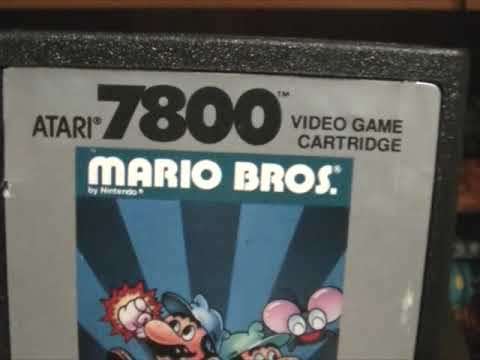 ATARI® 7800™ VIDEO GAME
CARTRIDGE
MARIO BROS.®
by Nintendo®